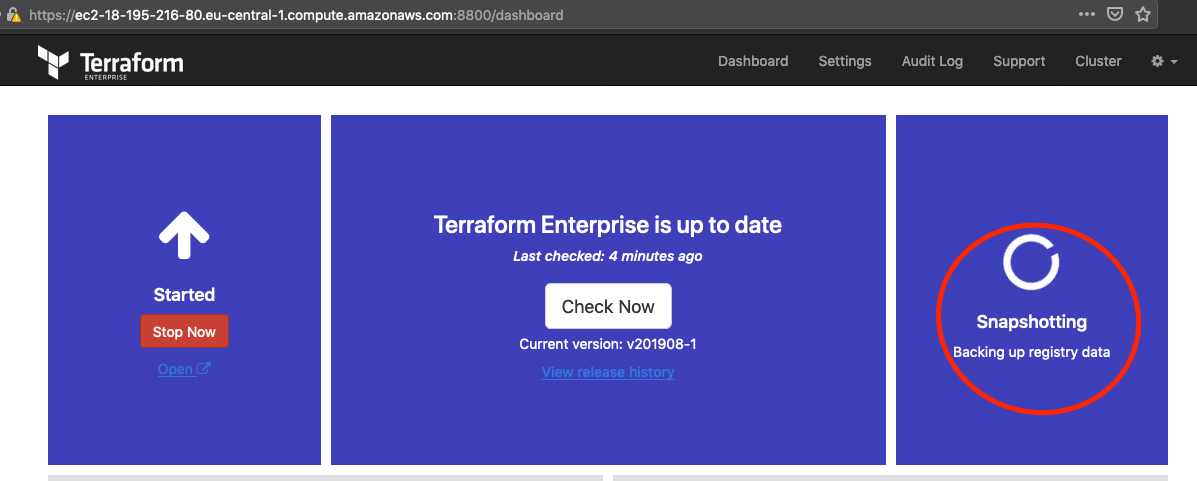 https://ec2-18-195-216-80.eu-central-1.compute.amazonaws.com:8800/dashboard
Terraform
ENTERPRISE
Dashboard Settings Audit Log Support Cluster
Started
Stop Now
Open
Terraform Enterprise is up to date
Last checked: 4 minutes ago
Check Now
Current version: v201908-1
View release history
Snapshotting
Backing up registry data